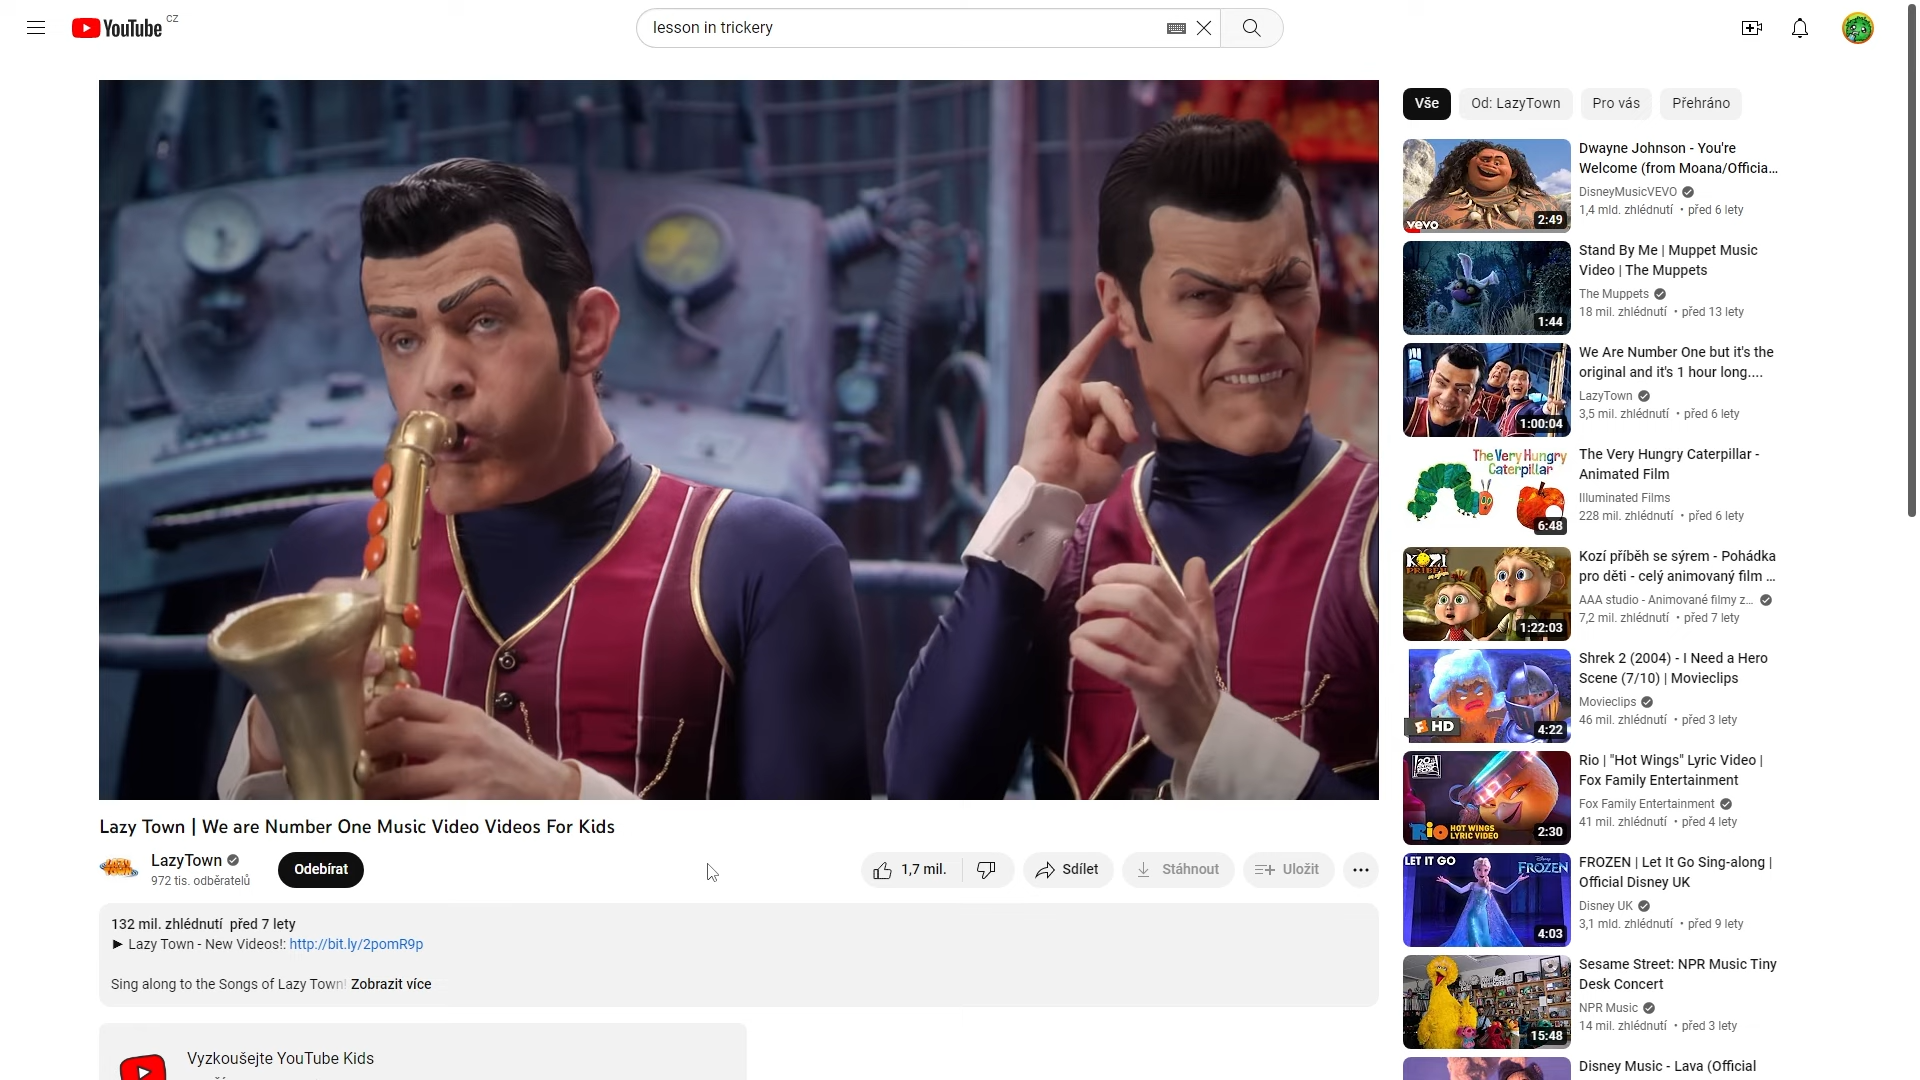 YouTube CZ
lesson in trickery
Vše
Od: LazyTown
Pro vás
Přehráno
Lazy Town | We are Number One Music Video Videos For Kids
LazyTown
972 tis. odběratelů
Odebírat
1,7 mil.
Sdílet
Stáhnout
Uložit
132 mil. zhlédnutí před 7 lety
► Lazy Town - New Videos!: http://bit.ly/2pomR9p
Sing along to the Songs of Lazy Town! Zobrazit více
Vyzkoušejte YouTube Kids
vevo
2:49
Dwayne Johnson - You're
Welcome (from Moana/Officia...
DisneyMusicVEVO
1,4 mld. zhlédnutí • před 6 lety
1:44
Stand By Me | Muppet Music
Video | The Muppets
The Muppets
18 mil. zhlédnutí • před 13 lety
1:00:04
We Are Number One but it's the
original and it's 1 hour long....
LazyTown
3,5 mil. zhlédnutí • před 6 lety
The Very Hungry
Caterpillar
6:48
The Very Hungry Caterpillar -
Animated Film
Illuminated Films
228 mil. zhlédnutí • před 6 lety
KOZÍ
PŘÍBĚH
1:22:03
Kozí příběh se sýrem - Pohádka
pro děti - celý animovaný film ...
AAA studio - Animované filmy z...
7,2 mil. zhlédnutí • před 7 lety
HD
4:22
Shrek 2 (2004) - I Need a Hero
Scene (7/10) | Movieclips
Movieclips
46 mil. zhlédnutí • před 3 lety
RIO HOT WINGS
LYRIC VIDEO
2:30
Rio | "Hot Wings" Lyric Video |
Fox Family Entertainment
Fox Family Entertainment
41 mil. zhlédnutí • před 4 lety
LET IT GO
FROZEN
4:03
FROZEN | Let It Go Sing-along |
Official Disney UK
Disney UK
3,1 mld. zhlédnutí • před 9 lety
15:48
Sesame Street: NPR Music Tiny
Desk Concert
NPR Music
14 mil. zhlédnutí • před 3 lety
Disney Music - Lava (Official